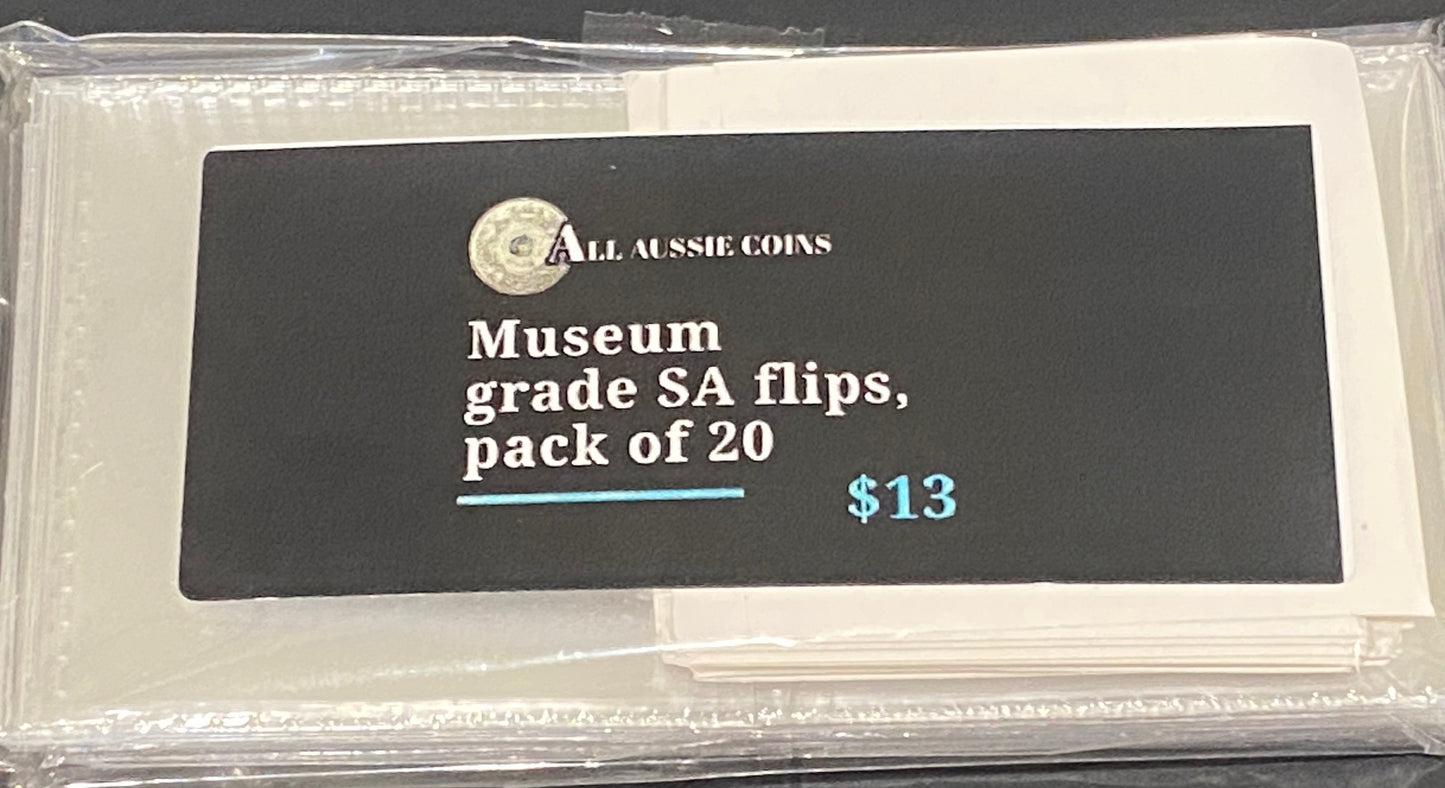 ALL AUSSIE COINS
Museum
grade SA flips,
pack of 20
$13